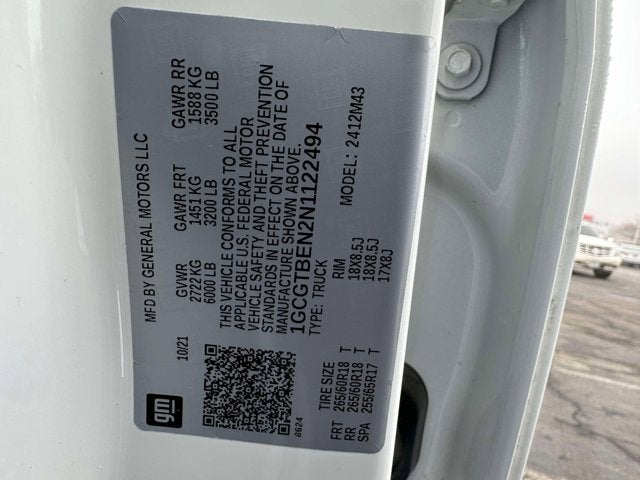 MFD BY GENERAL MOTORS LLC
10/21 GVWR GAWR FRT GAWR RR
2722 KG 1451 KG 1588 KG
6000 LB 3200 LB 3500 LB
THIS VEHICLE CONFORMS TO ALL
APPLICABLE U.S. FEDERAL MOTOR
VEHICLE SAFETY AND THEFT PREVENTION
STANDARDS IN EFFECT ON THE DATE OF
MANUFACTURE SHOWN ABOVE.
1GCGTBEN2N1122494
TYPE: TRUCK MODEL: 2412M43
TIRE SIZE RIM
FRT 265/60R18 T 18X8.5J
RR 265/60R18 T 18X8.5J
SPA 255/65R17 T 17X8J
gm